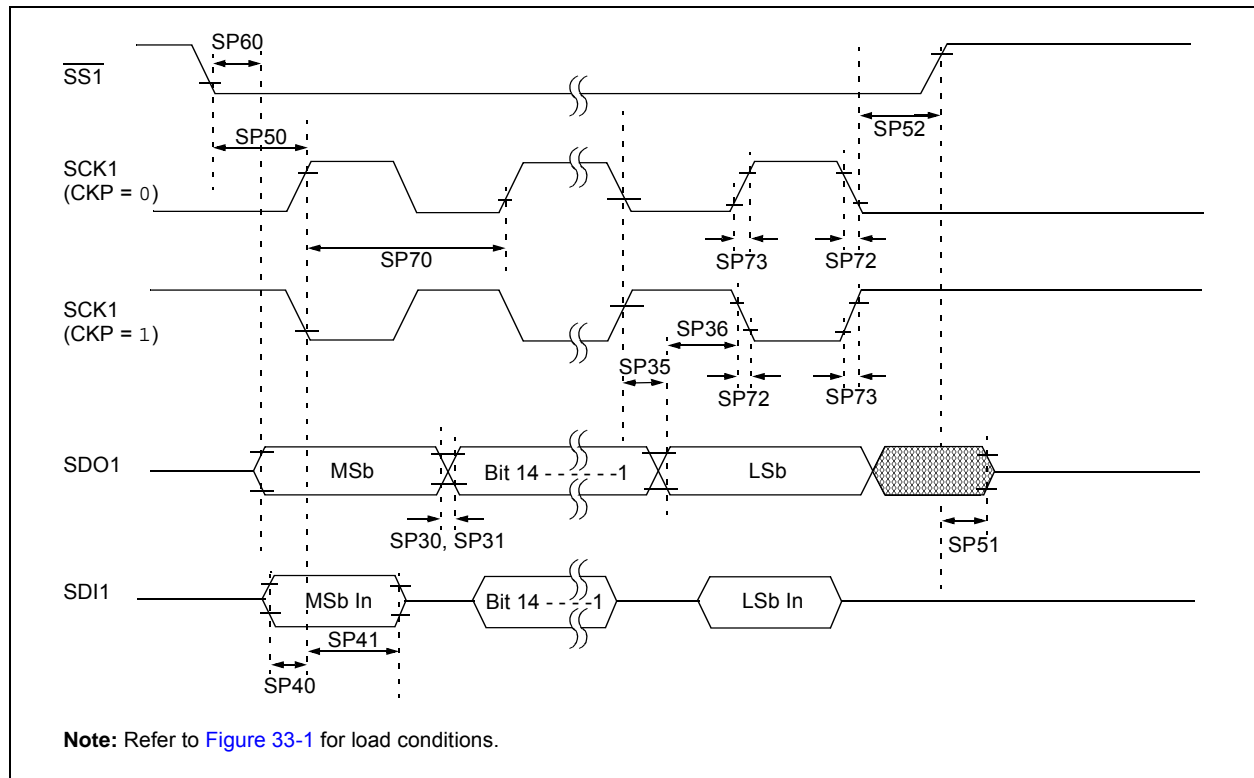 SP60
SS1
SP50
SP52
SCK1
(CKP = 0)
SP70
SP73
SP72
SCK1
(CKP = 1)
SP36
SP35
SP72
SP73
SDO1
MSb
Bit 14 - - - - - - -1
LSb
SP30, SP31
SP51
SDI1
MSb In
Bit 14 - - - - -1
LSb In
SP41
SP40
Note: Refer to Figure 33-1 for load conditions.